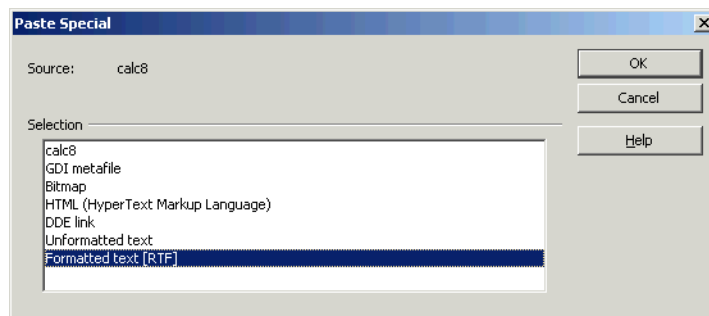 Paste Special
Source: calc8
OK
Cancel
Help
Selection
calc8
GDI metafile
Bitmap
HTML (HyperText Markup Language)
DDE link
Unformatted text
Formatted text [RTF]